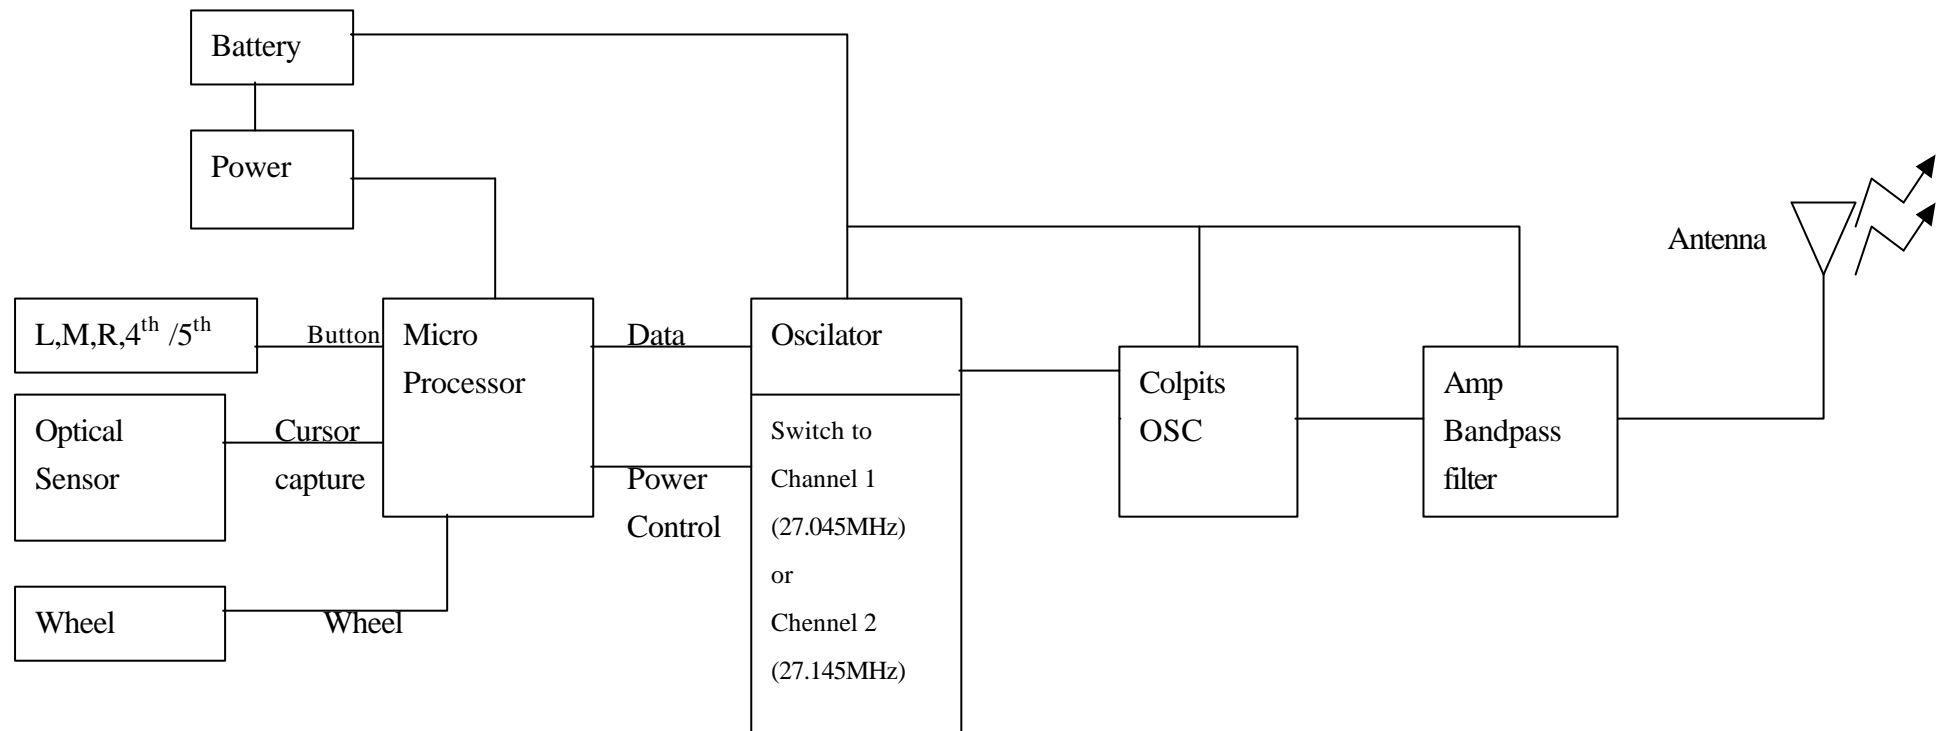 Battery
Power
Antenna
L,M,R,4th /5th
Button
Micro
Processor
Data
Oscilator
Optical
Sensor
Cursor
capture
Power
Control
Switch to
Channel 1
(27.045MHz)
or
Chennel 2
(27.145MHz)
Colpits
OSC
Amp
Bandpass
filter
Wheel
Wheel